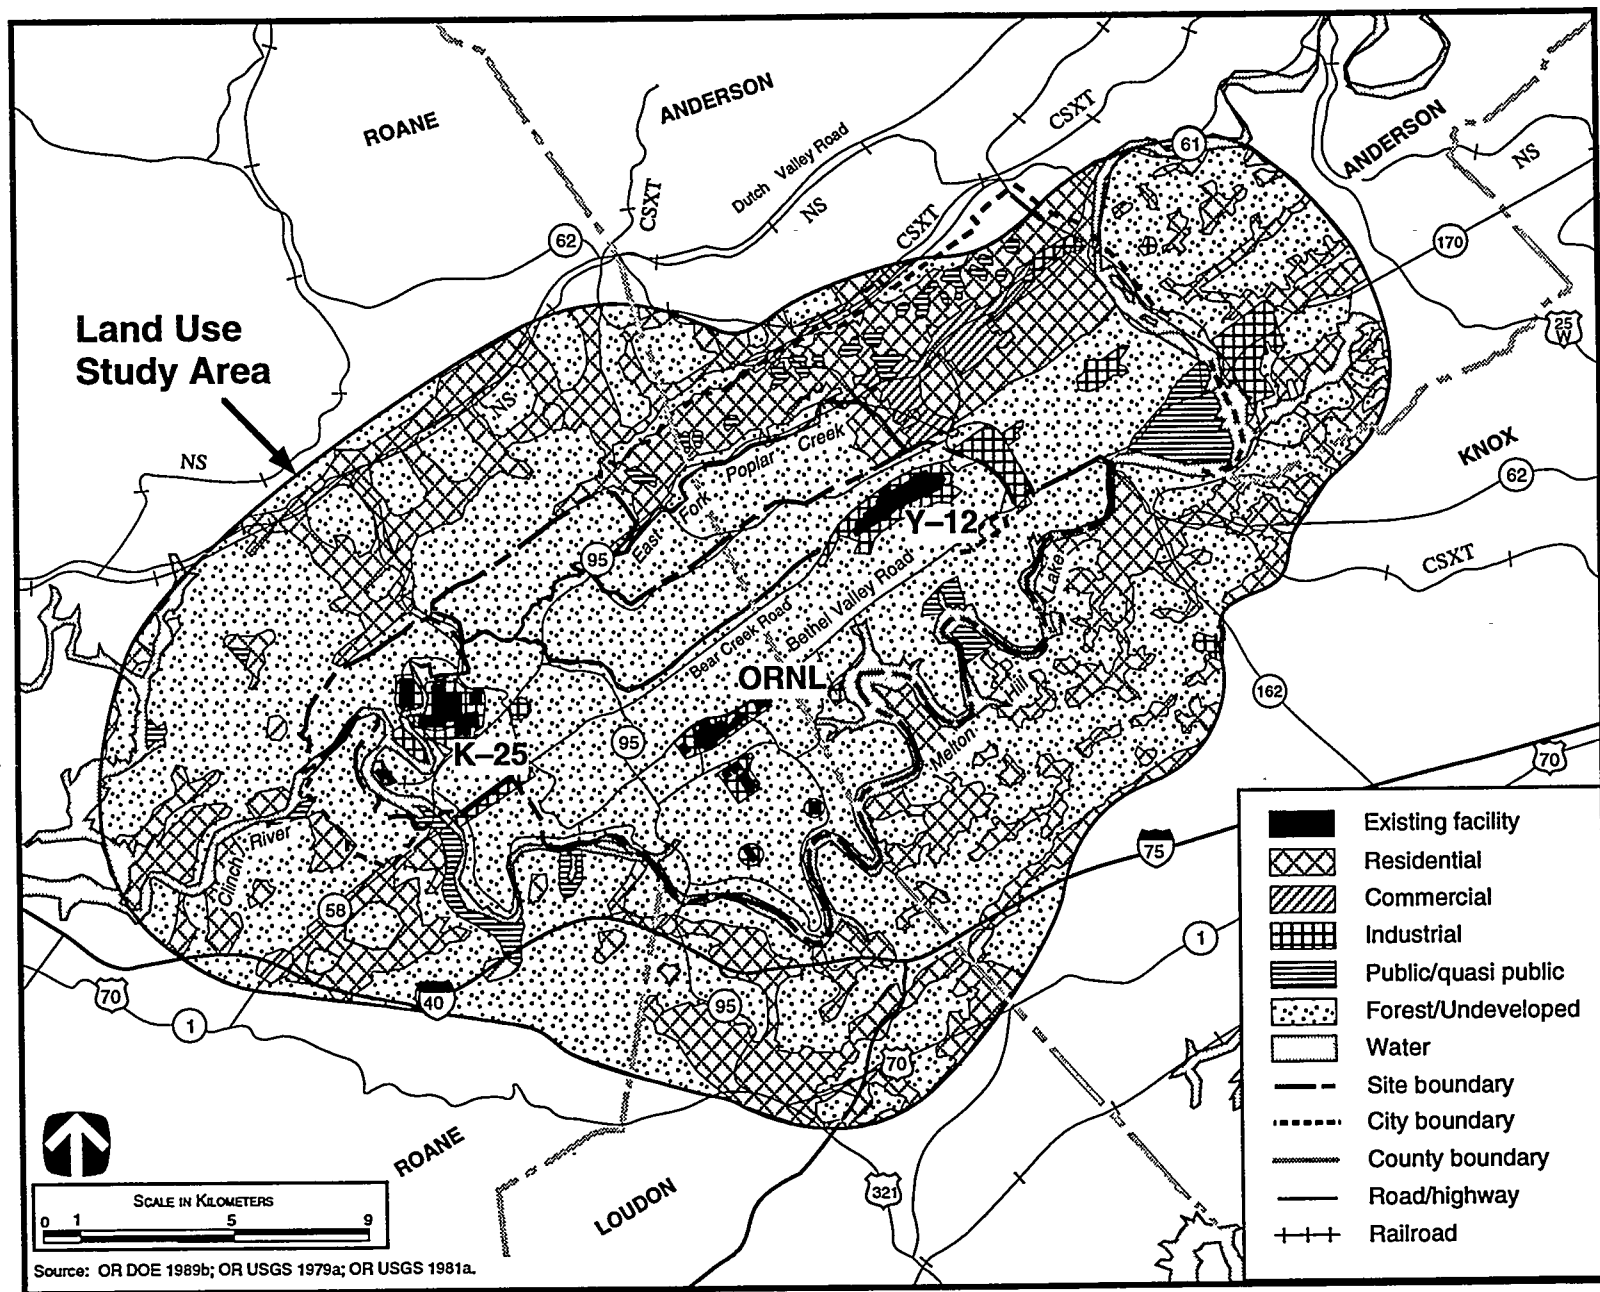 ROANE
ANDERSON
CSXT
61
ANDERSON
NS
Dutch Valley Road
NS
CSXT
CSXT
62
170
Land Use
Study Area
25
W
NS
NS
East Fork Poplar Creek
KNOX
62
Y–12
95
CSXT
Bear Creek Road
Bethel Valley Road
ORNL
Melton Hill Lake
162
95
K–25
70
75
Clinch River
58
1
70
40
1
95
70
ROANE
LOUDON
321
Existing facility
Residential
Commercial
Industrial
Public/quasi public
Forest/Undeveloped
Water
Site boundary
City boundary
County boundary
Road/highway
Railroad
SCALE IN KILOMETERS
0 1 5 9
Source: OR DOE 1989b; OR USGS 1979a; OR USGS 1981a.